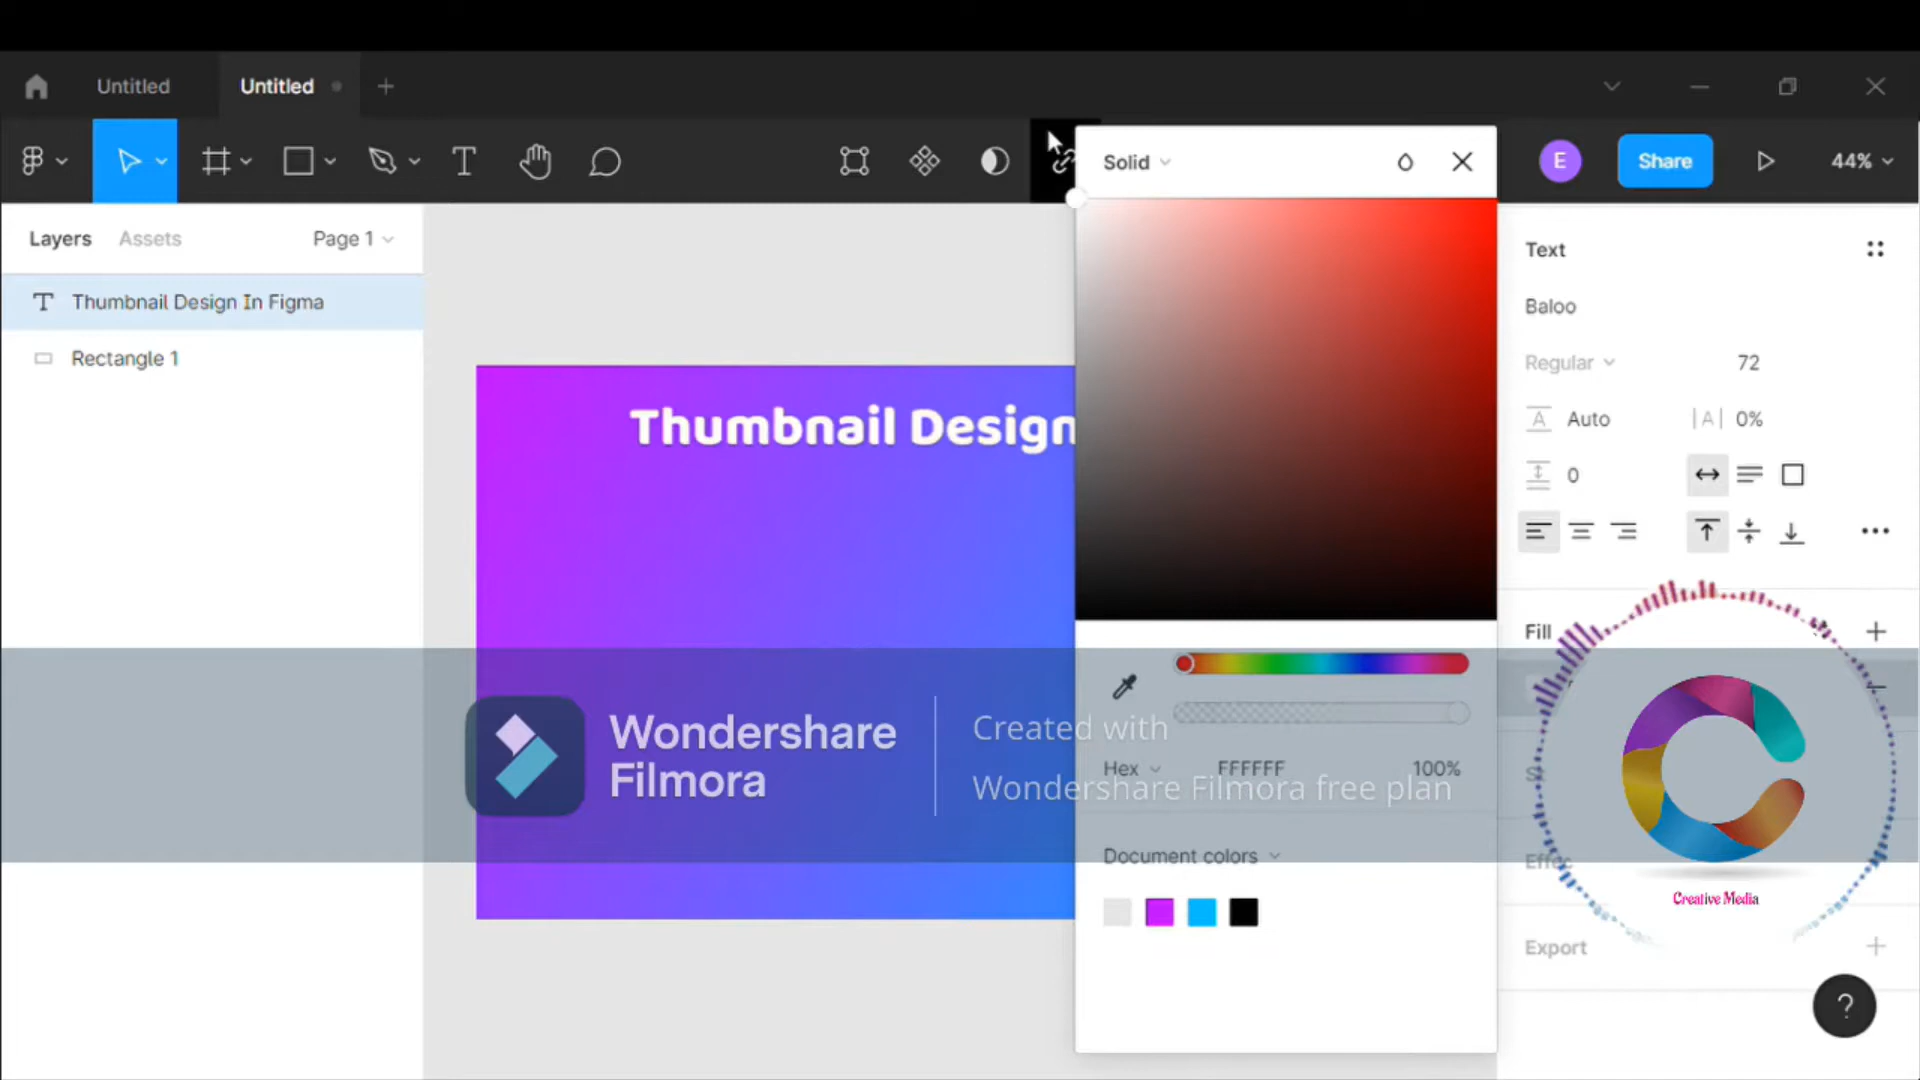 Untitled
Untitled
E
Share
44%
Solid
Layers
Assets
Page 1
Thumbnail Design In Figma
Rectangle 1
Thumbnail Design
Text
Baloo
Regular
72
Auto
0%
0
Fill
Wondershare
Filmora
Created with
Wondershare Filmora free plan
Hex
FFFFFF
100%
Document colors
Creative Media
Export
?